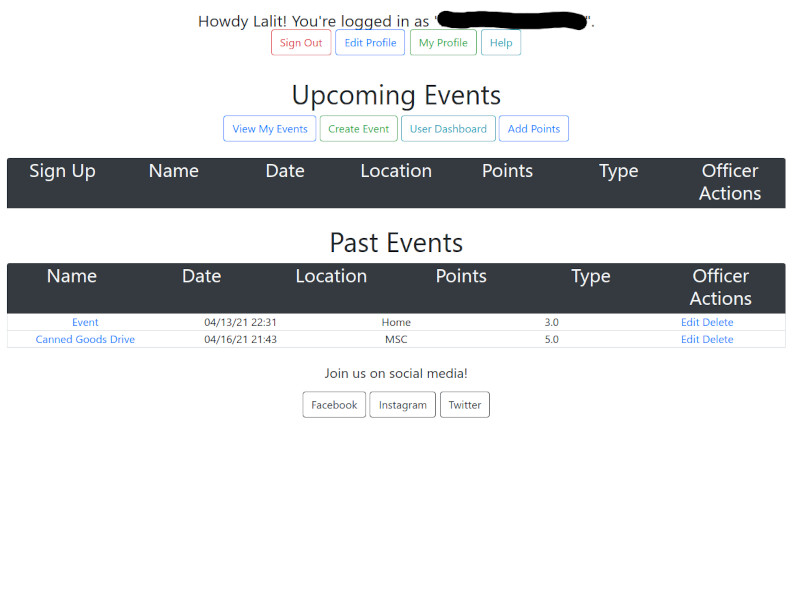 Howdy Lalit! You're logged in as "".
Sign Out Edit Profile My Profile Help
Upcoming Events
View My Events Create Event User Dashboard Add Points
Sign Up Name Date Location Points Type Officer Actions
Past Events
Name Date Location Points Type Officer Actions
Event 04/13/21 22:31 Home 3.0 Edit Delete
Canned Goods Drive 04/16/21 21:43 MSC 5.0 Edit Delete
Join us on social media!
Facebook Instagram Twitter